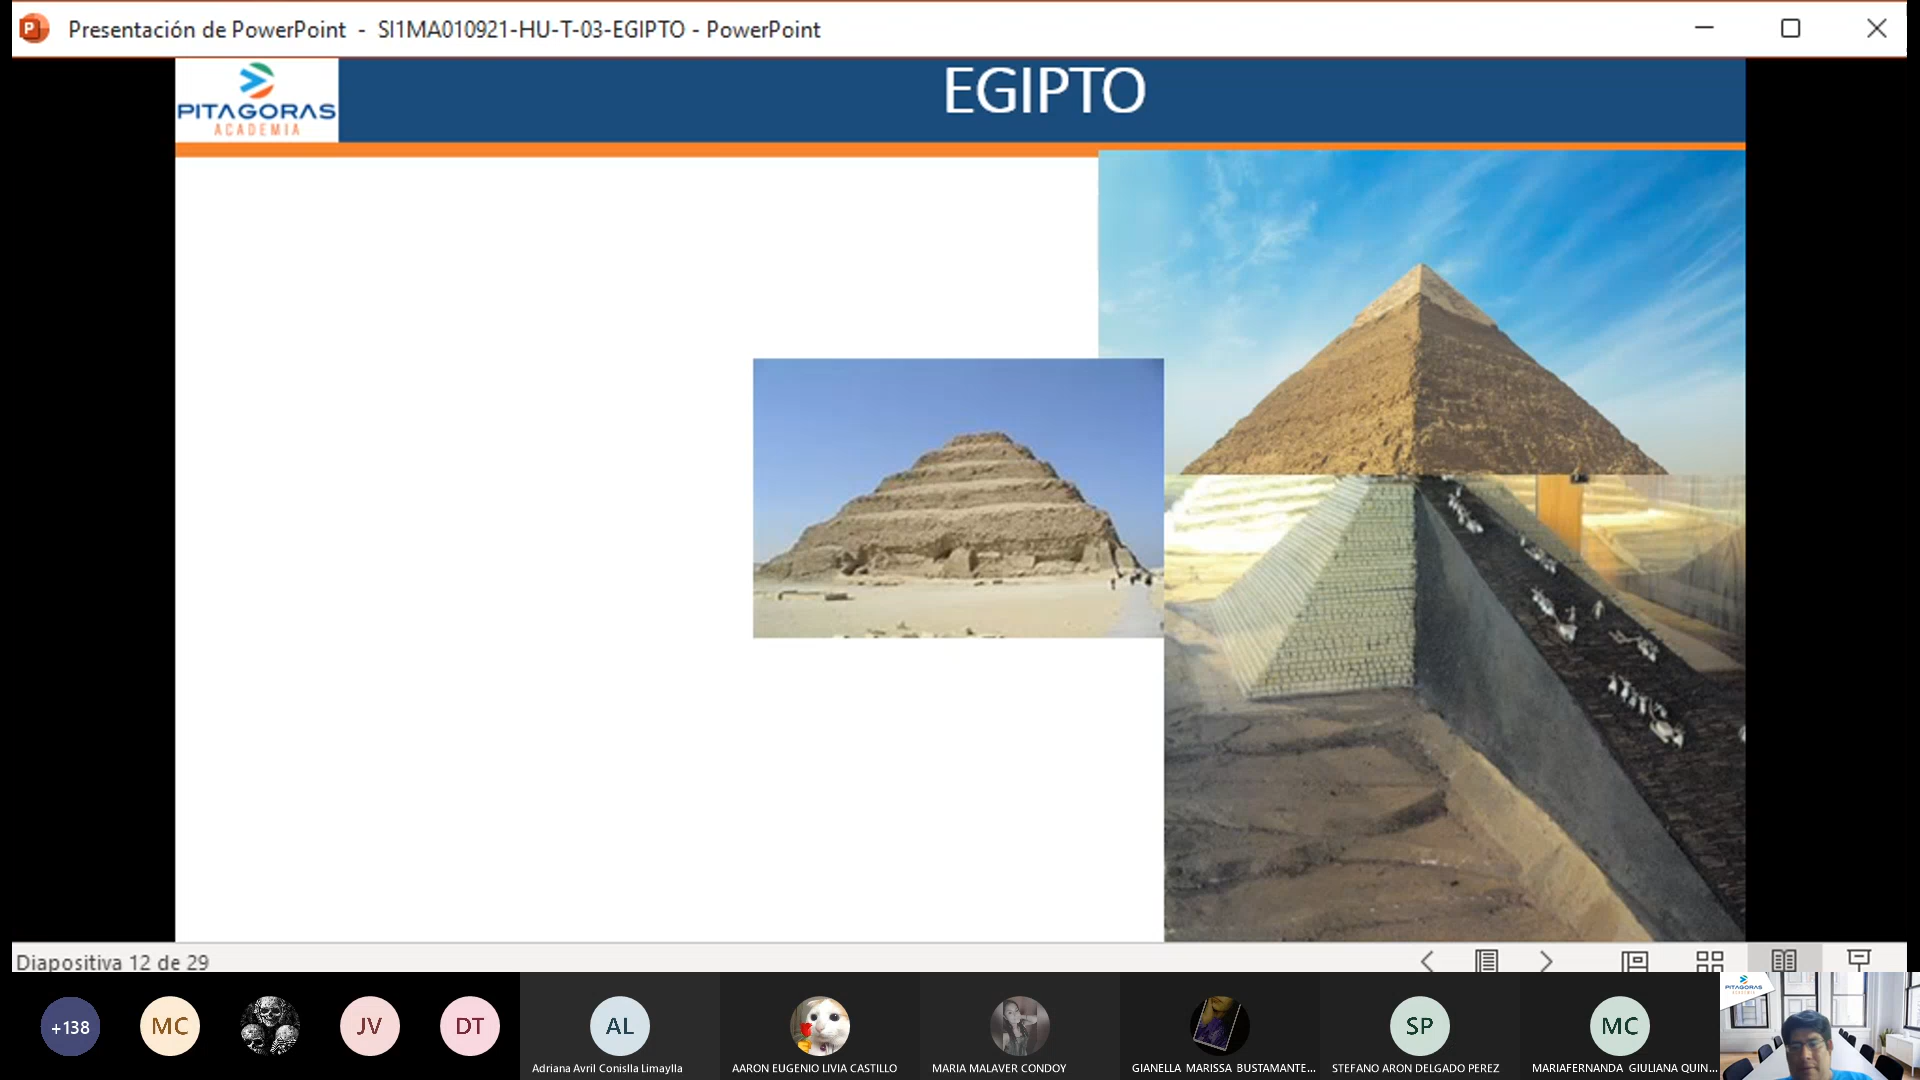 Presentación de PowerPoint - SI1MA010921-HU-T-03-EGIPTO - PowerPoint
PITAGORAS
ACADEMIA
EGIPTO
Diapositiva 12 de 29
+138
MC
JV
DT
AL
SP
MC
Adriana Avril Conislla Limaylla
AARON EUGENIO LIVIA CASTILLO
MARIA MALAVER CONDOY
GIANELLA MARISSA BUSTAMANTE...
STEFANO ARON DELGADO PEREZ
MARIAFERNANDA GIULIANA QUIN...
PITAGORAS